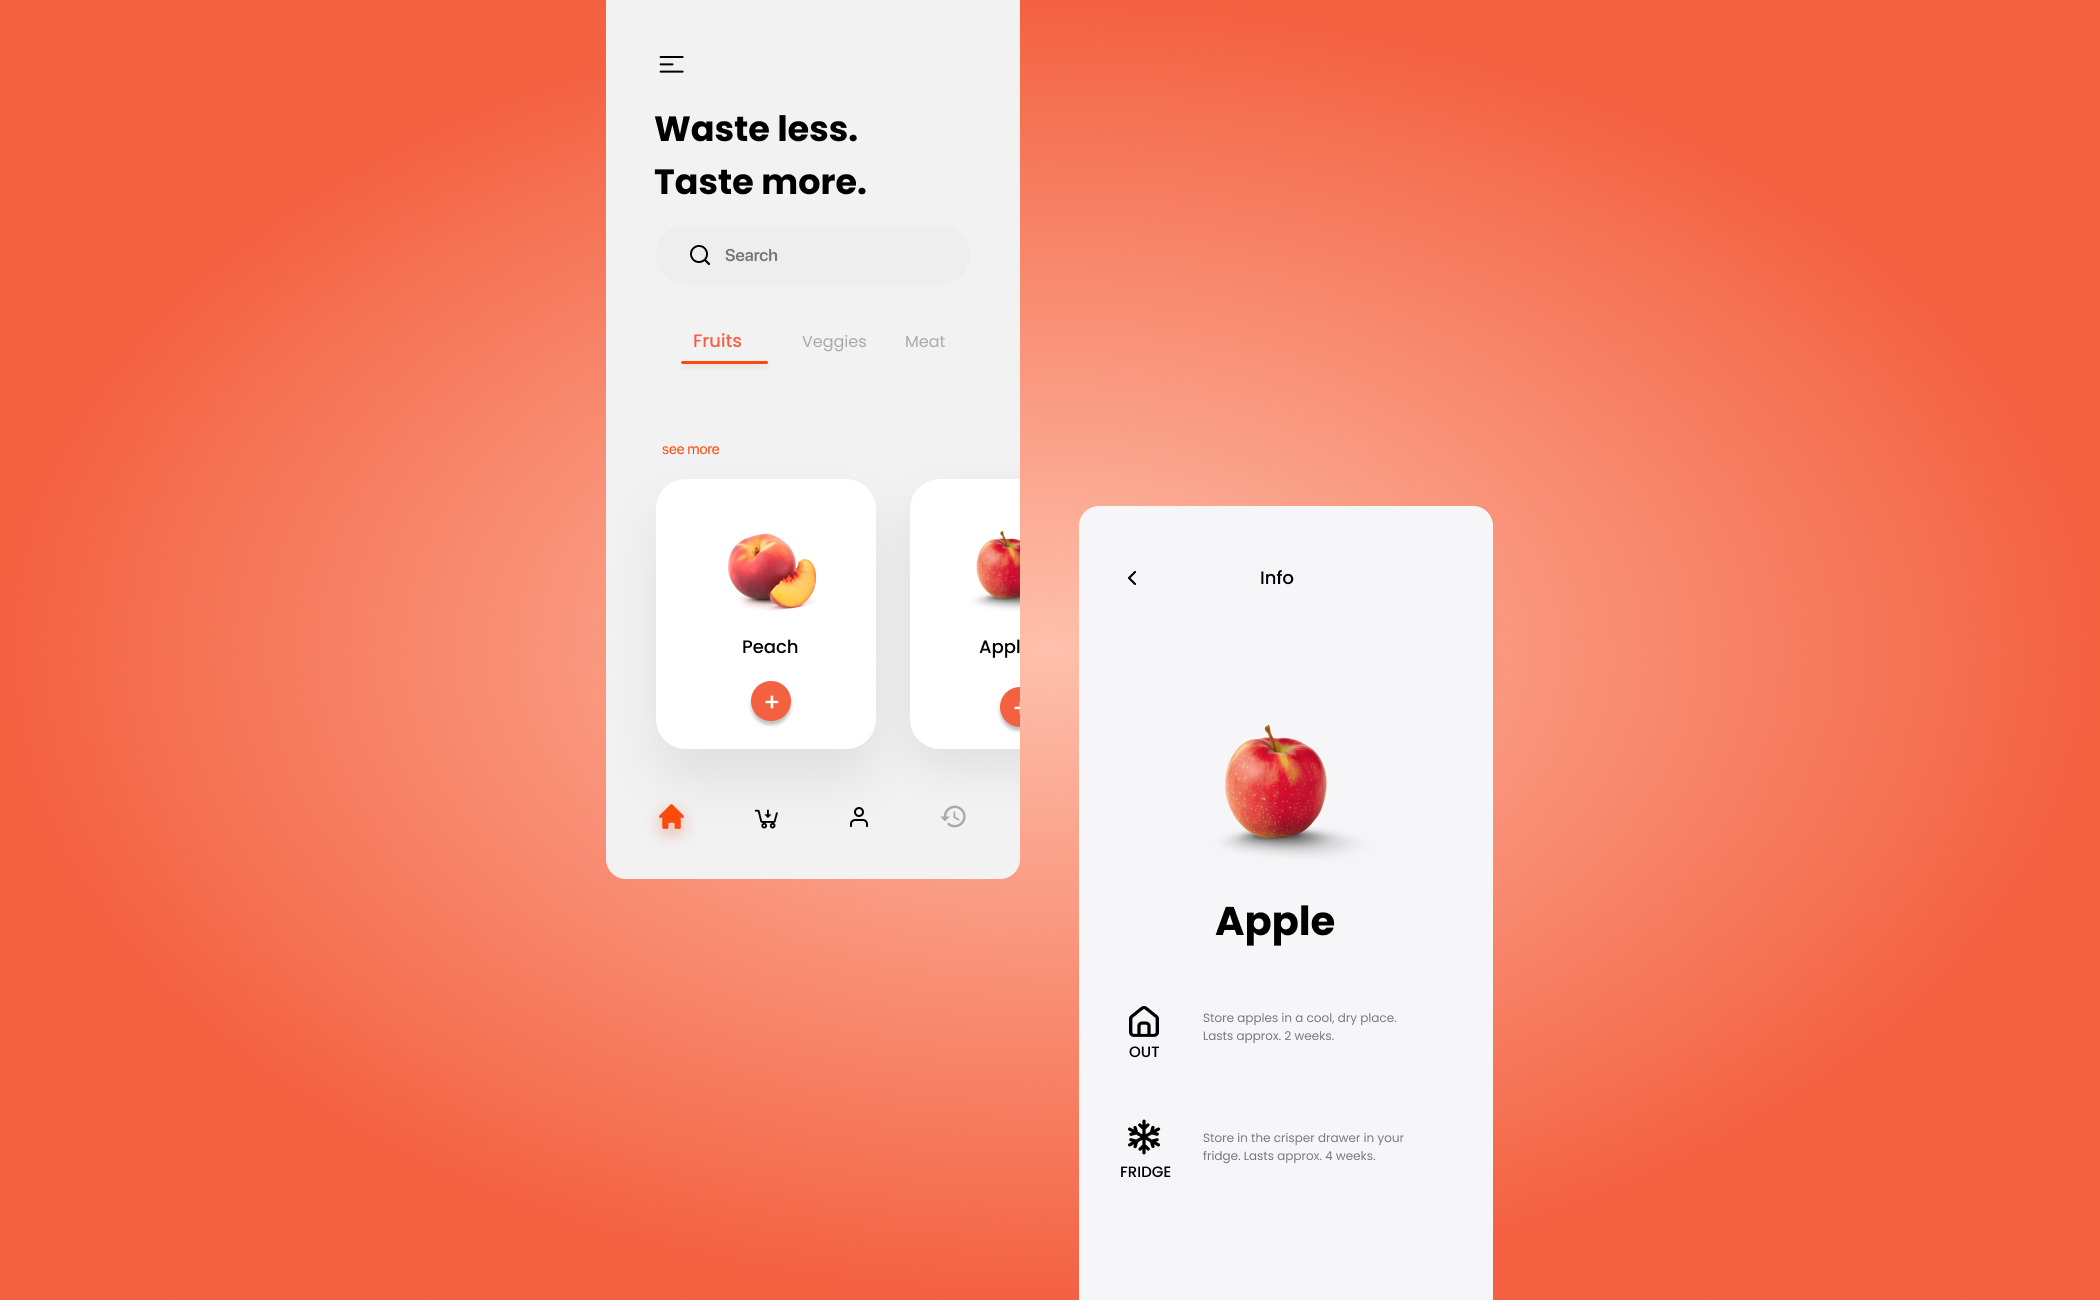 Waste less.
Taste more.
Search
Fruits
Veggies
Meat
see more
Peach
Appl
Info
Apple
OUT
Store apples in a cool, dry place.
Lasts approx. 2 weeks.
FRIDGE
Store in the crisper drawer in your
fridge. Lasts approx. 4 weeks.